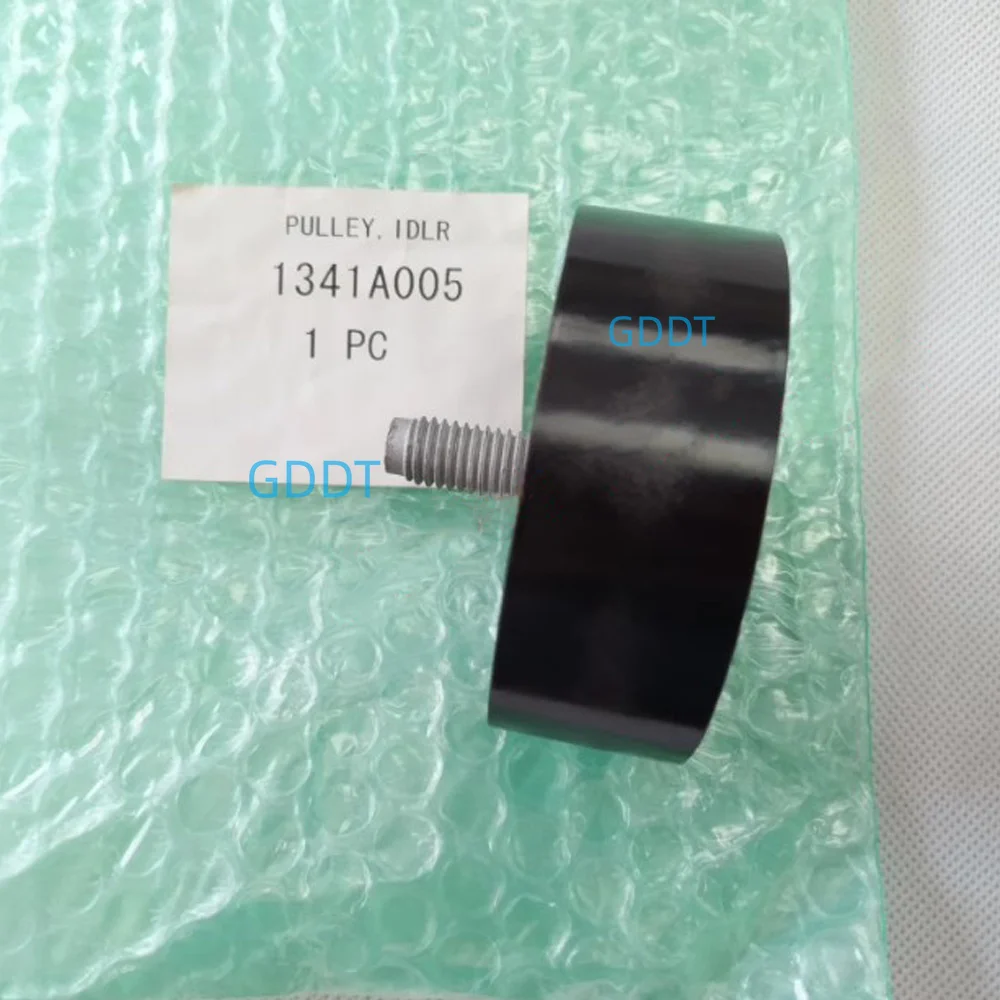 PULLEY, IDLR
1341A005
1 PC
GDDT
GDDT